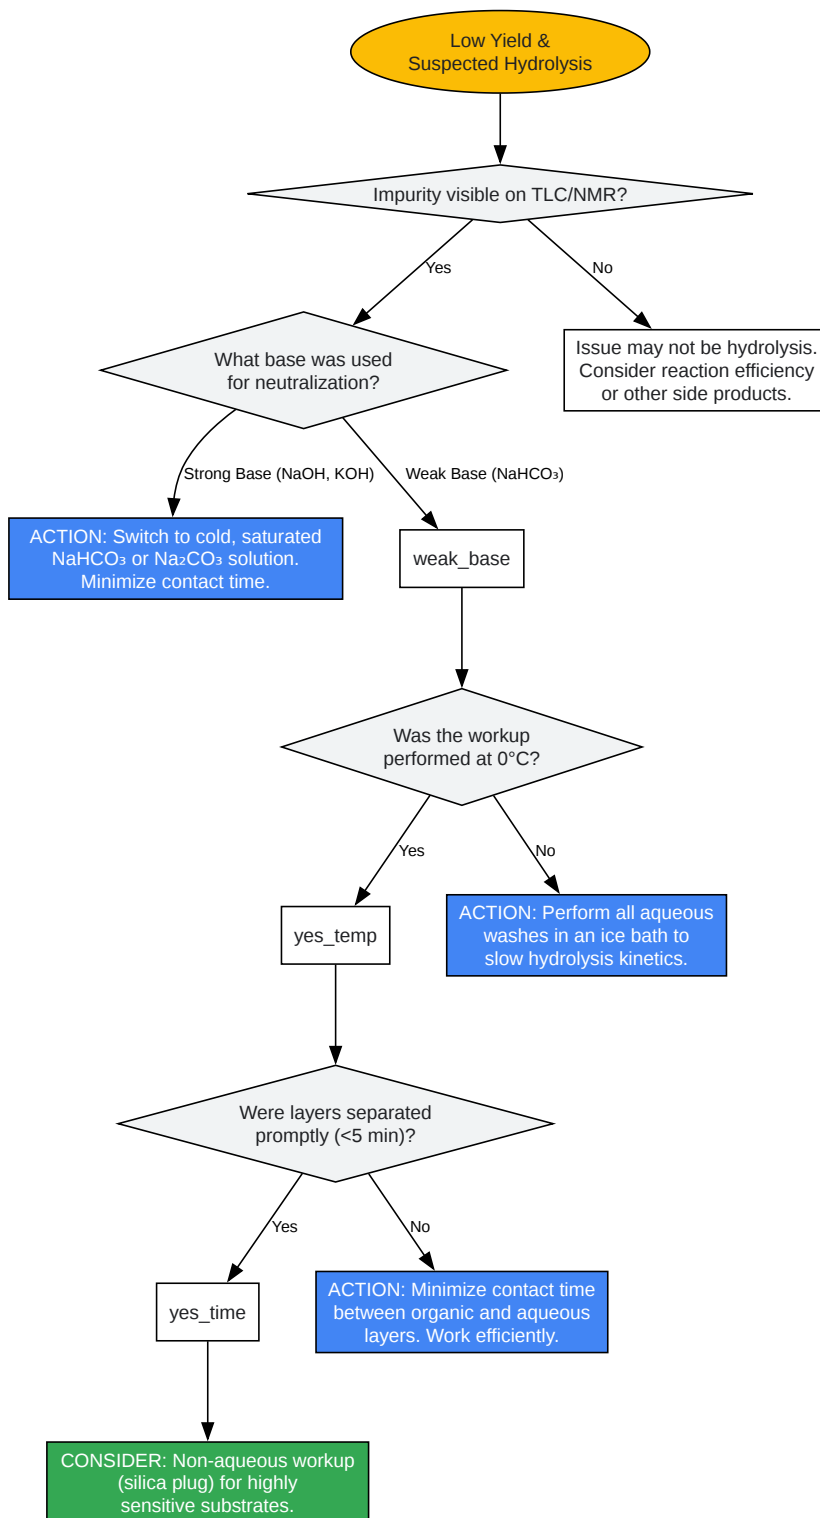 Low Yield &
Suspected Hydrolysis
Impurity visible on TLC/NMR?
Yes
No
What base was used
for neutralization?
Issue may not be hydrolysis.
Consider reaction efficiency
or other side products.
Strong Base (NaOH, KOH)
Weak Base (NaHCO₃)
ACTION: Switch to cold, saturated
NaHCO₃ or Na₂CO₃ solution.
Minimize contact time.
weak_base
Was the workup
performed at 0°C?
Yes
No
yes_temp
ACTION: Perform all aqueous
washes in an ice bath to
slow hydrolysis kinetics.
Were layers separated
promptly (<5 min)?
Yes
No
yes_time
ACTION: Minimize contact time
between organic and aqueous
layers. Work efficiently.
CONSIDER: Non-aqueous workup
(silica plug) for highly
sensitive substrates.